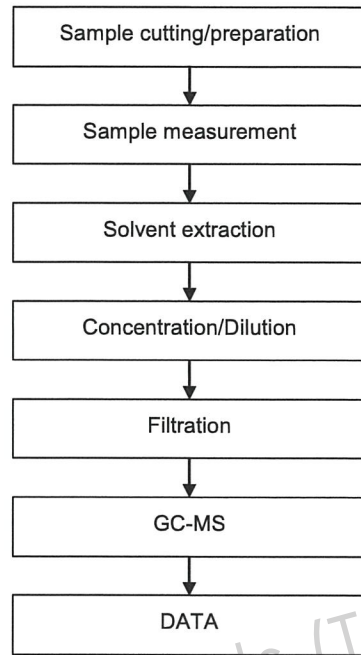 Sample cutting/preparation
Sample measurement
Solvent extraction
Concentration/Dilution
Filtration
GC-MS
DATA